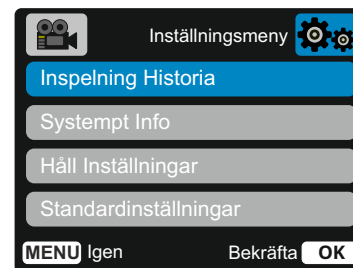 Inställningsmeny
Inspelning Historia
Systempt Info
Håll Inställningar
Standardinställningar
MENU Igen Bekräfta OK